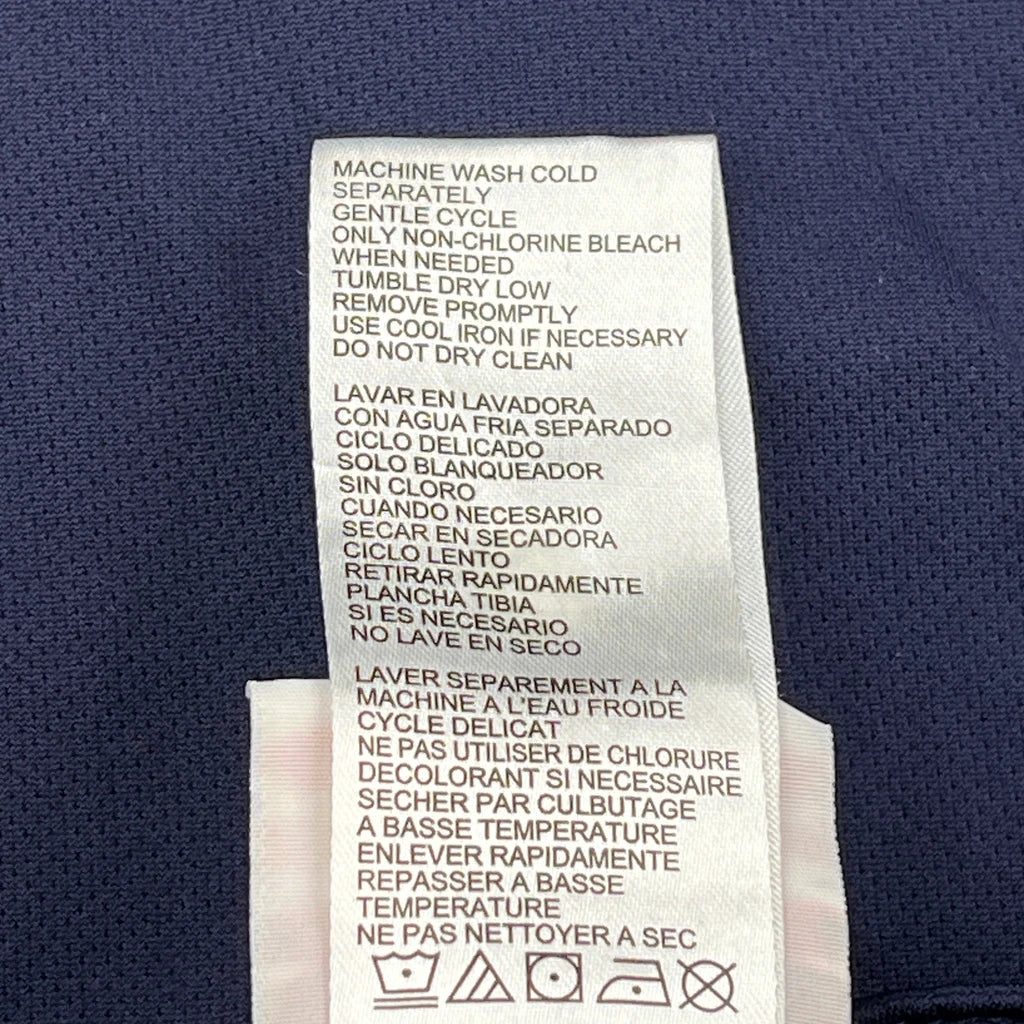 MACHINE WASH COLD
SEPARATELY
GENTLE CYCLE
ONLY NON-CHLORINE BLEACH
WHEN NEEDED
TUMBLE DRY LOW
REMOVE PROMPTLY
USE COOL IRON IF NECESSARY
DO NOT DRY CLEAN
LAVAR EN LAVADORA
CON AGUA FRIA SEPARADO
CICLO DELICADO
SOLO BLANQUEADOR
SIN CLORO
CUANDO NECESARIO
SECAR EN SECADORA
CICLO LENTO
RETIRAR RAPIDAMENTE
PLANCHA TIBIA
SI ES NECESARIO
NO LAVE EN SECO
LAVER SEPAREMENT A LA
MACHINE A L'EAU FROIDE
CYCLE DELICAT
NE PAS UTILISER DE CHLORURE
DECOLORANT SI NECESSAIRE
SECHER PAR CULBUTAGE
A BASSE TEMPERATURE
ENLEVER RAPIDAMENTE
REPASSER A BASSE
TEMPERATURE
NE PAS NETTOYER A SEC